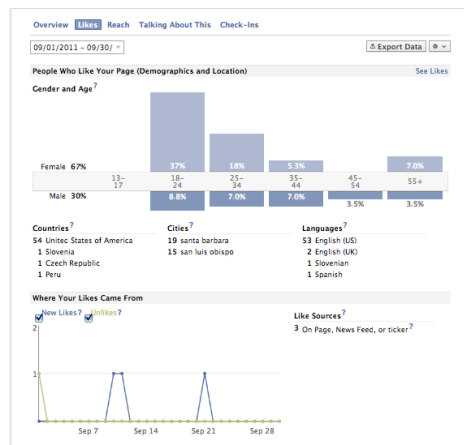 Overview Likes Reach Talking About This Check-Ins
09/01/2011 - 09/30/
Export Data
People Who Like Your Page (Demographics and Location) See Likes
Gender and Age?
Female 67% 37% 18% 5.3% 7.0%
13-17 18-24 25-34 35-44 45-54 55+
Male 30% 8.8% 7.0% 7.0% 3.5% 3.5%
Countries? Cities? Languages?
54 United States of America 19 santa barbara 53 English (US)
1 Slovenia 15 san luis obispo 2 English (UK)
1 Czech Republic 1 Slovenian
1 Peru 1 Spanish
Where Your Likes Came From
New Likes? Unlikes? Like Sources?
2 3 On Page, News Feed, or ticker?
1
Sep 7 Sep 14 Sep 21 Sep 28